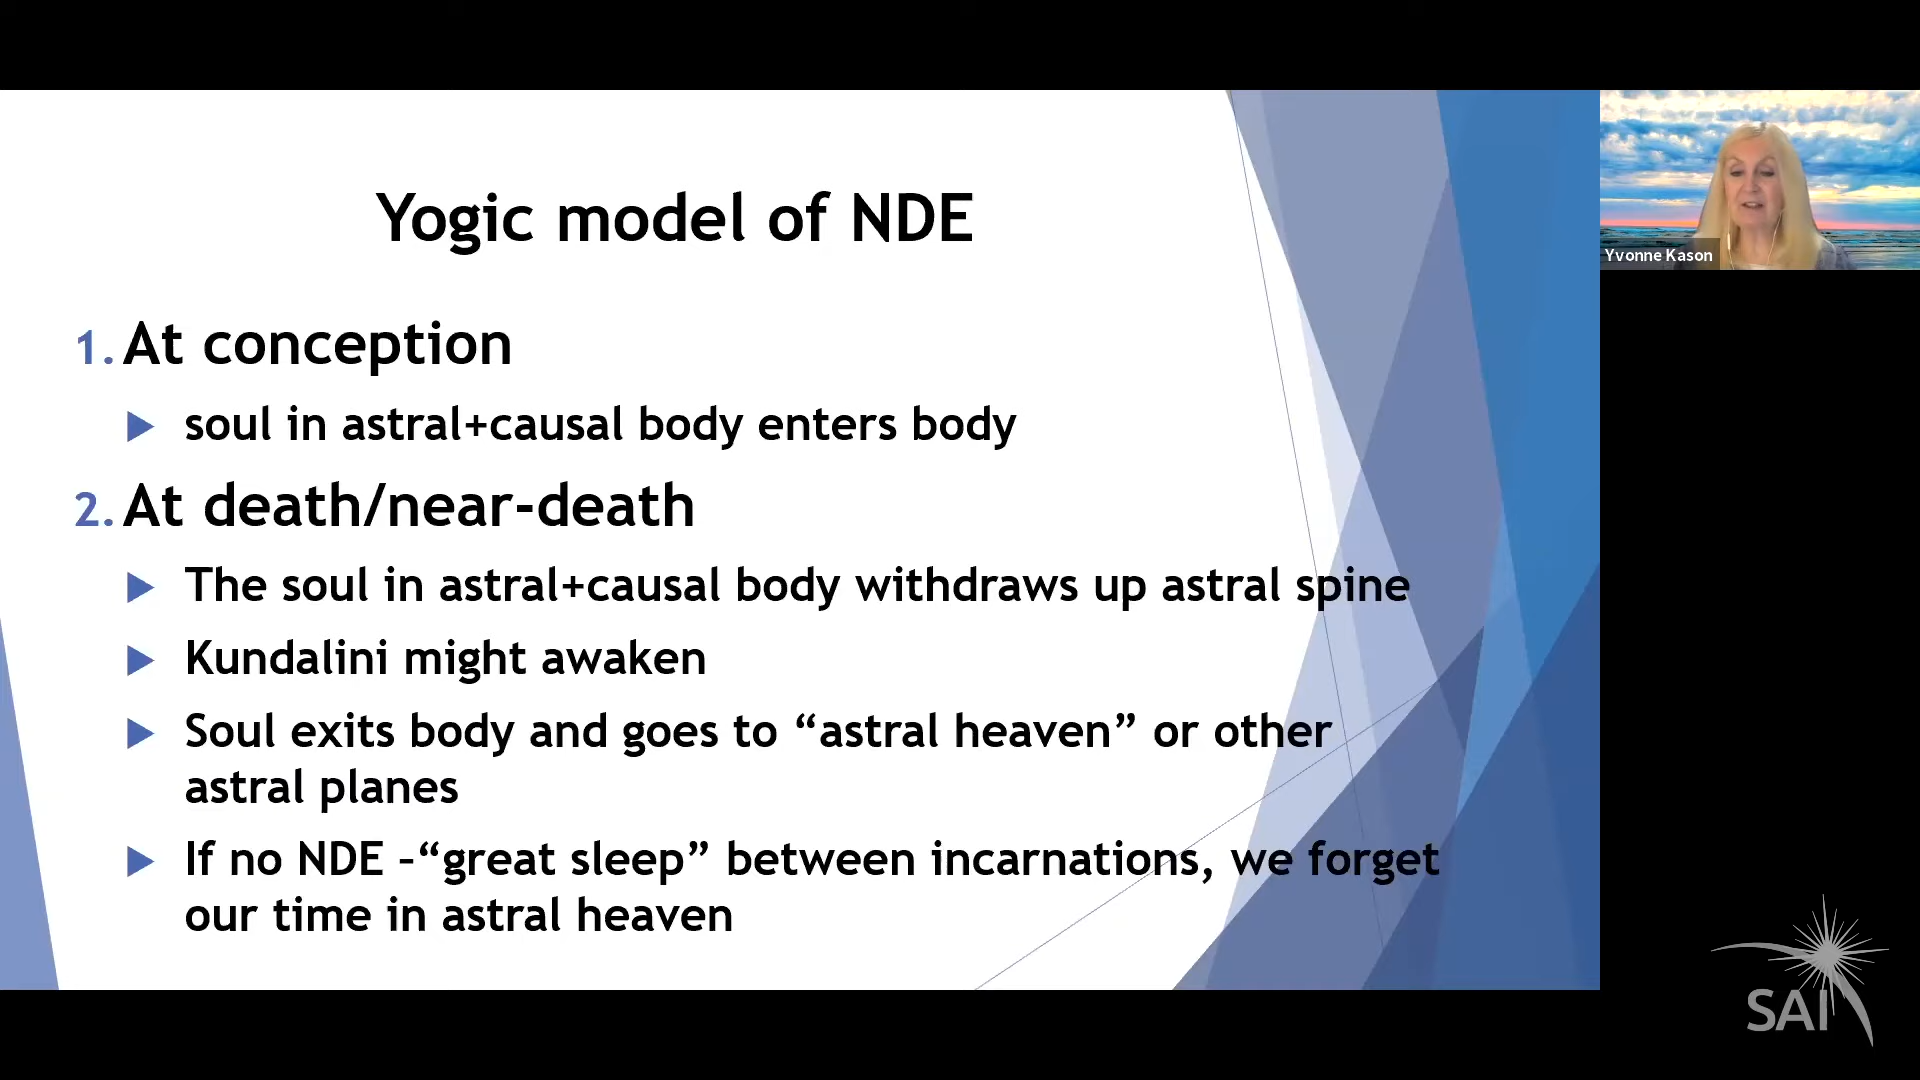 Yogic model of NDE
1. At conception
soul in astral+causal body enters body
2. At death/near-death
The soul in astral+causal body withdraws up astral spine
Kundalini might awaken
Soul exits body and goes to “astral heaven” or other
astral planes
If no NDE –“great sleep” between incarnations, we forget
our time in astral heaven
Yvonne Kason
SAI